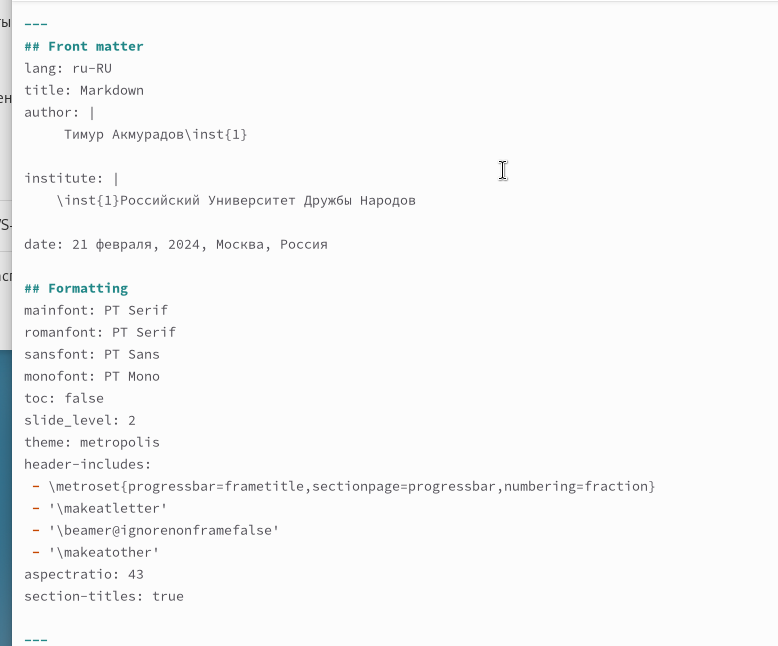 ---
## Front matter
lang: ru-RU
title: Markdown
author: |
     Тимур Акмурадов\inst{1}

institute: |
    \inst{1}Российский Университет Дружбы Народов

date: 21 февраля, 2024, Москва, Россия

## Formatting
mainfont: PT Serif
romanfont: PT Serif
sansfont: PT Sans
monofont: PT Mono
toc: false
slide_level: 2
theme: metropolis
header-includes:
 - \metroset{progressbar=frametitle,sectionpage=progressbar,numbering=fraction}
 - '\makeatletter'
 - '\beamer@ignorenonframefalse'
 - '\makeatother'
aspectratio: 43
section-titles: true

---